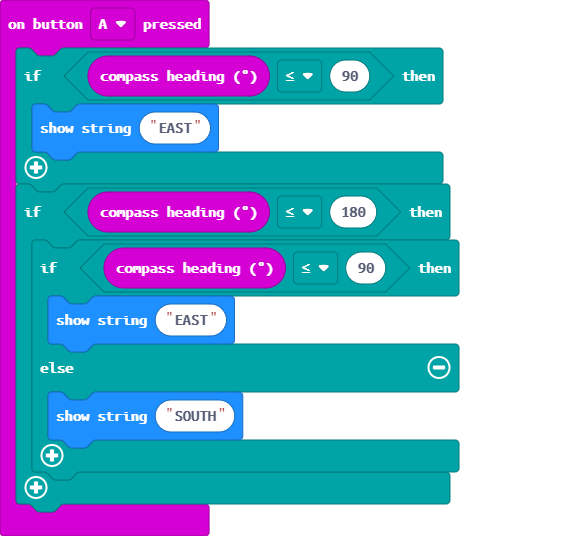 on button A pressed
if compass heading (°) ≤ 90 then
show string "EAST"
if compass heading (°) ≤ 180 then
if compass heading (°) ≤ 90 then
show string "EAST"
else
show string "SOUTH"